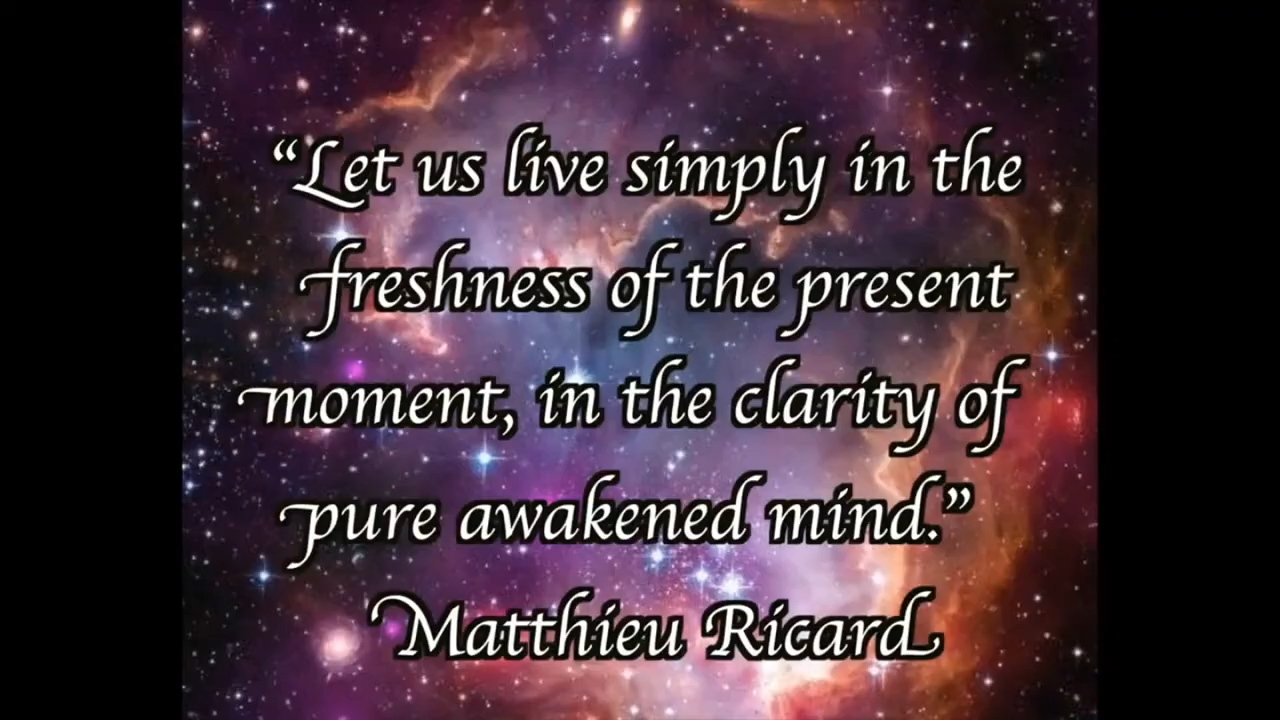 “Let us live simply in the
freshness of the present
moment, in the clarity of
pure awakened mind.”
Matthieu Ricard